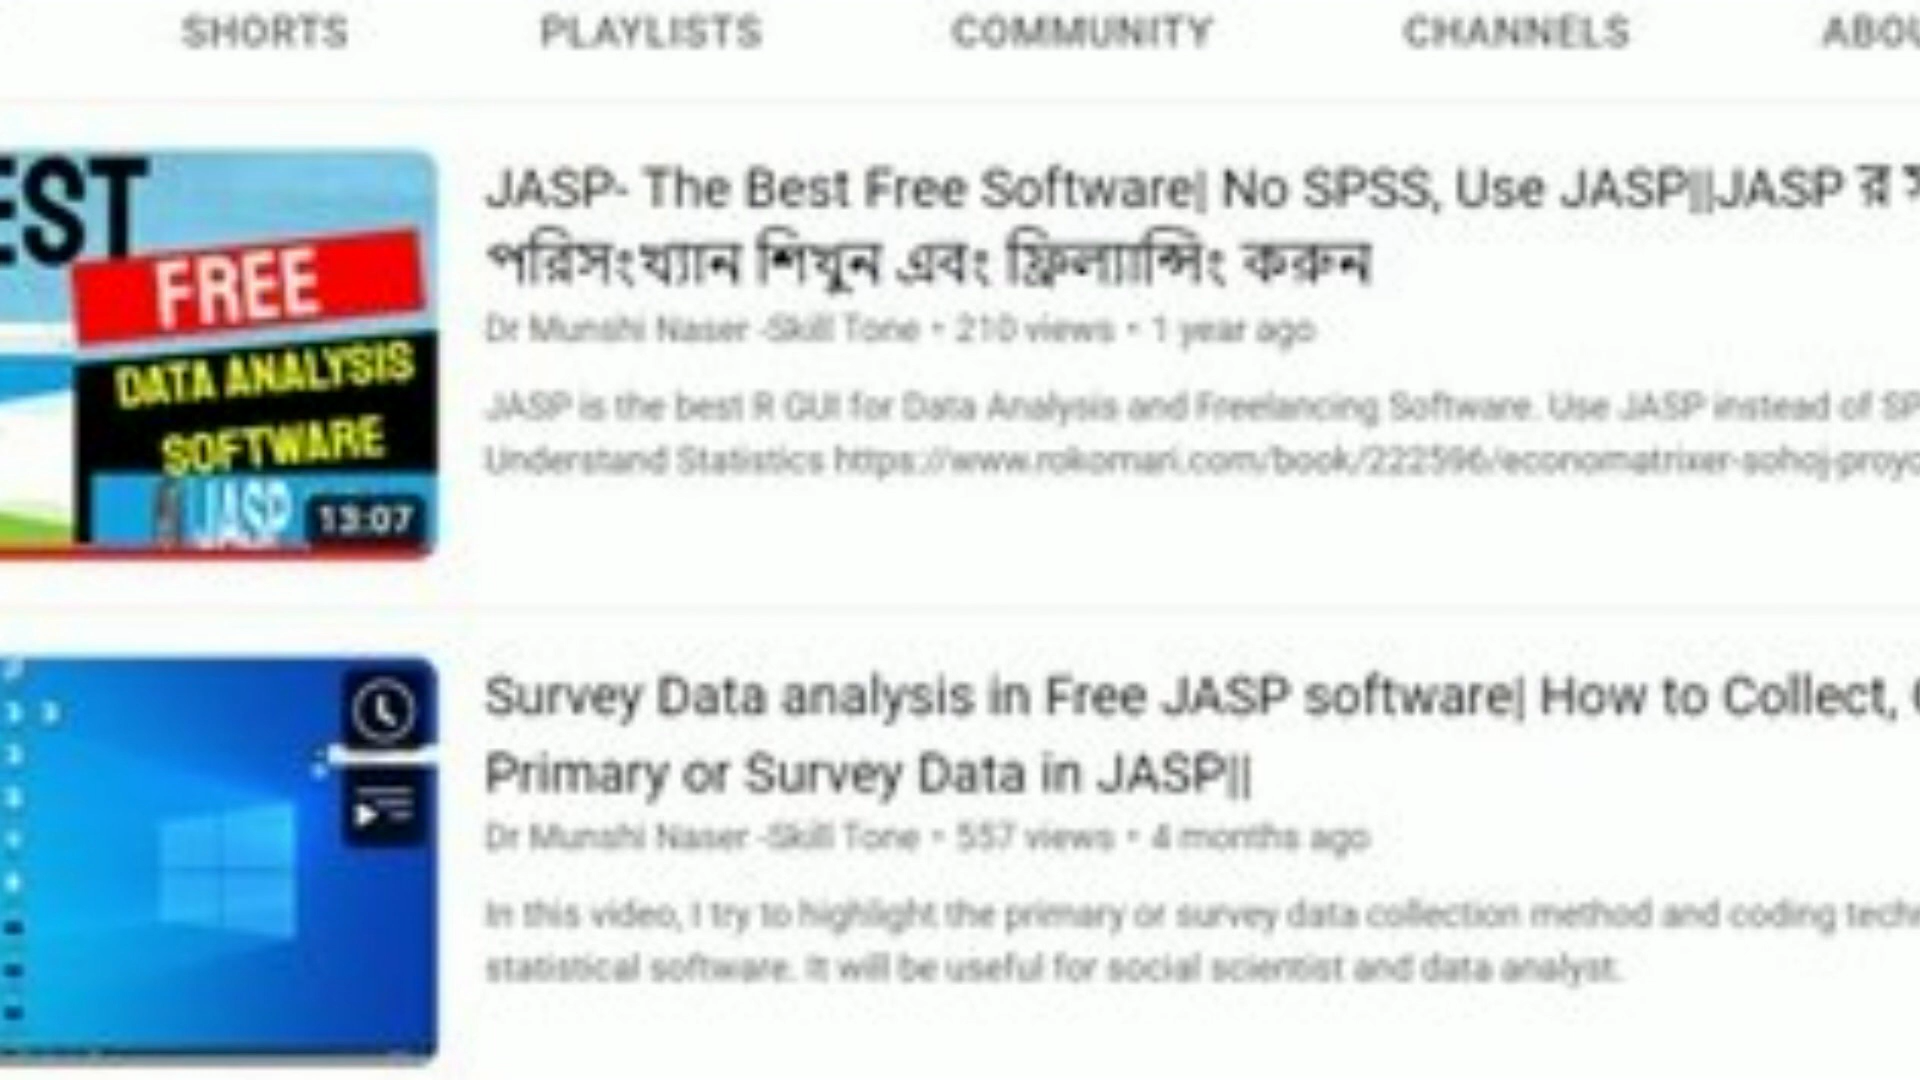 SHORTS PLAYLISTS COMMUNITY CHANNELS ABOU
EST
FREE
DATA ANALYSIS
SOFTWARE
JASP
13:07
JASP- The Best Free Software| No SPSS, Use JASP||JASP র স
পরিসংখ্যান শিখুন এবং ফ্রিল্যান্সিং করুন
Dr Munshi Naser -Skill Tone • 210 views • 1 year ago
JASP is the best R GUI for Data Analysis and Freelancing Software. Use JASP instead of SP
Understand Statistics https://www.rokomari.com/book/222596/economatrixer-sohoj-proyo
Survey Data analysis in Free JASP software| How to Collect,
Primary or Survey Data in JASP||
Dr Munshi Naser -Skill Tone • 557 views • 4 months ago
In this video, I try to highlight the primary or survey data collection method and coding techn
statistical software. It will be useful for social scientist and data analyst.